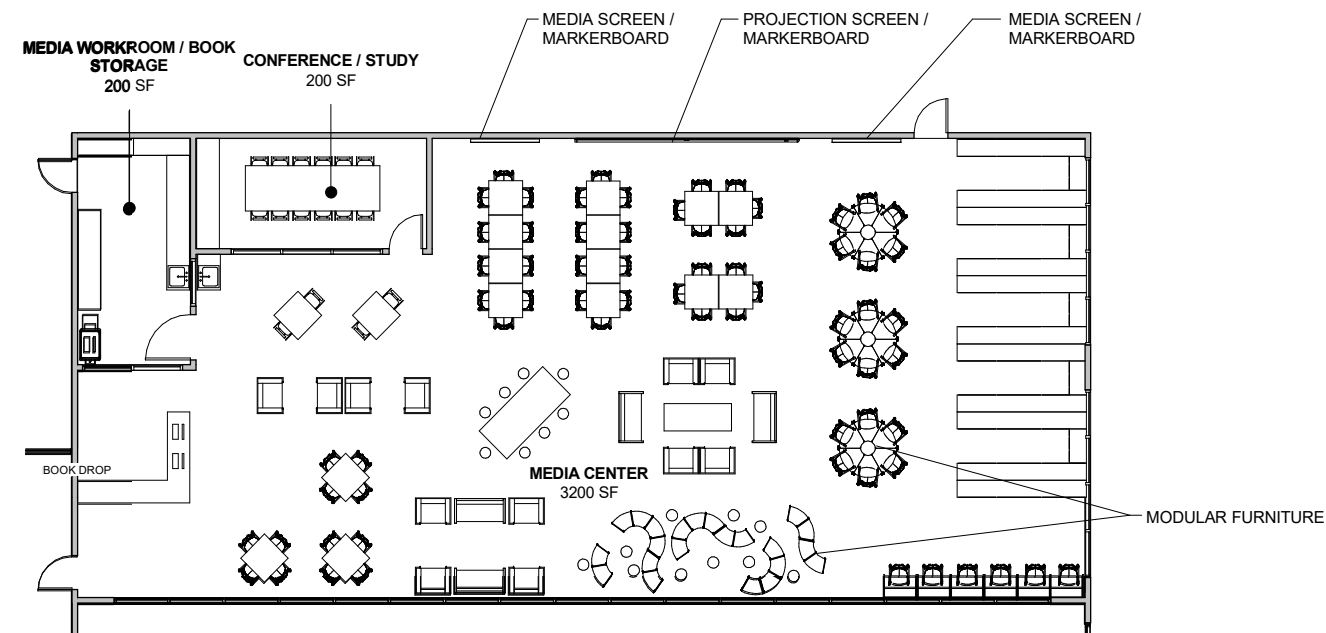 MEDIA WORKROOM / BOOK
STORAGE
200 SF
CONFERENCE / STUDY
200 SF
MEDIA SCREEN /
MARKERBOARD
PROJECTION SCREEN /
MARKERBOARD
MEDIA SCREEN /
MARKERBOARD
BOOK DROP
MEDIA CENTER
3200 SF
MODULAR FURNITURE